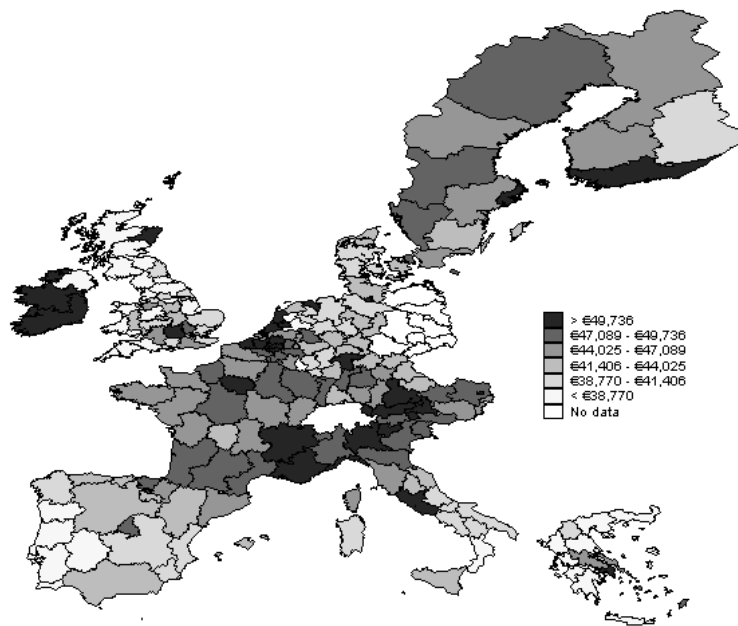 > €49,736
€47,089 - €49,736
€44,025 - €47,089
€41,406 - €44,025
€38,770 - €41,406
< €38,770
No data